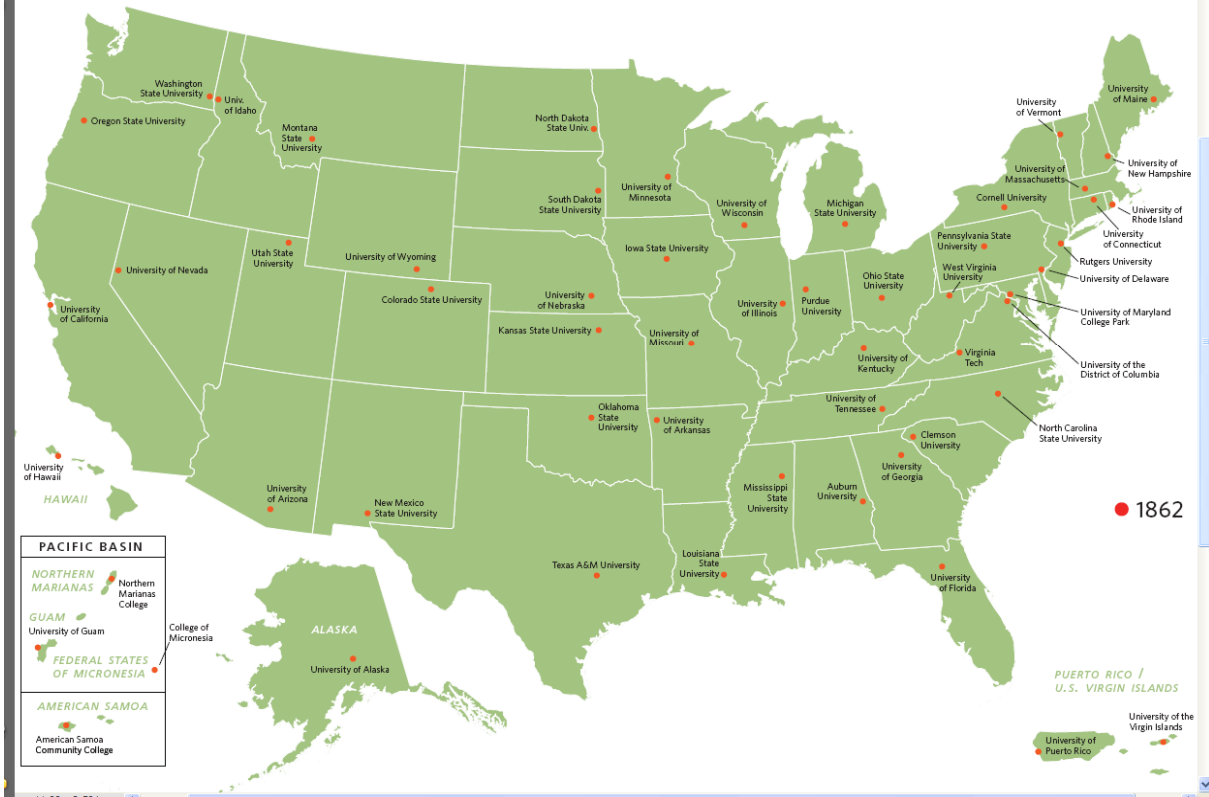 Washington
State University
Univ.
of Idaho
Oregon State University
Montana
State
University
North Dakota
State Univ.
University of
Minnesota
South Dakota
State University
University of
Wisconsin
Michigan
State University
University
of Maine
University
of Vermont
University of
New Hampshire
University of
Massachusetts
Cornell University
University of
Rhode Island
University
of Connecticut
Pennsylvania State
University
Rutgers University
University of Delaware
West Virginia
University
University of Maryland
College Park
University of the
District of Columbia
Utah State
University
University of Wyoming
Iowa State University
Ohio State
University
University of Nevada
Colorado State University
University
of Nebraska
University
of Illinois
Purdue
University
University
of California
Kansas State University
University of
Missouri
University of
Kentucky
Virginia
Tech
Oklahoma
State
University
University
of Arkansas
University of
Tennessee
North Carolina
State University
Clemson
University
University
of Georgia
University
of Hawaii
HAWAII
University
of Arizona
New Mexico
State University
Mississippi
State
University
Auburn
University
1862
Texas A&M University
Louisiana
State
University
University
of Florida
PACIFIC BASIN
NORTHERN
MARIANAS
Northern
Marianas
College
GUAM
University of Guam
College of
Micronesia
FEDERAL STATES
OF MICRONESIA
AMERICAN SAMOA
American Samoa
Community College
ALASKA
University of Alaska
PUERTO RICO /
U.S. VIRGIN ISLANDS
University of the
Virgin Islands
University of
Puerto Rico